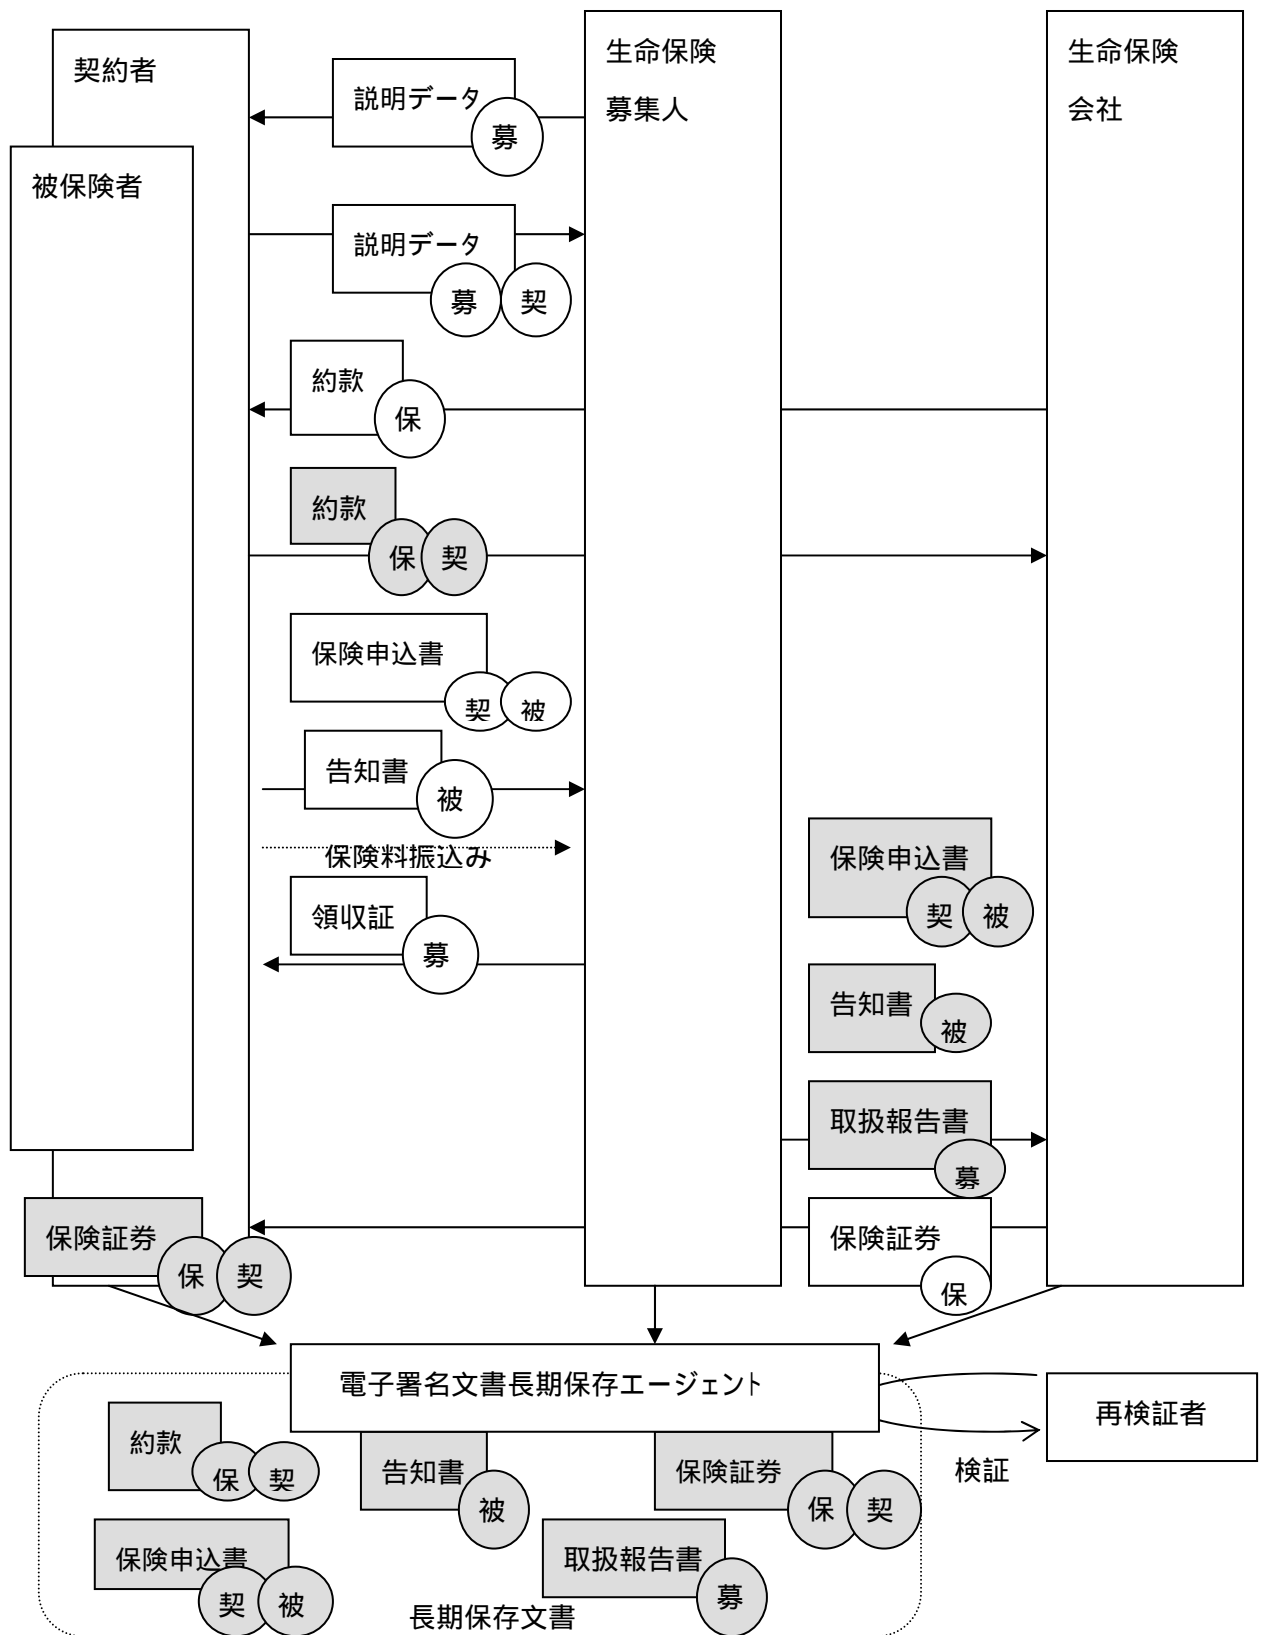 契約者
被保険者
生命保険
募集人
生命保険
会社
説明データ
募
説明データ
募
契
約款
保
約款
保
契
保険申込書
契
被
告知書
被
保険料振込み
領収証
募
保険申込書
契
被
告知書
被
取扱報告書
募
保険証券
保
保険証券
保
契
電子署名文書長期保存エージェント
再検証者
検証
約款
保
契
告知書
被
保険証券
保
契
保険申込書
契
被
取扱報告書
募
長期保存文書